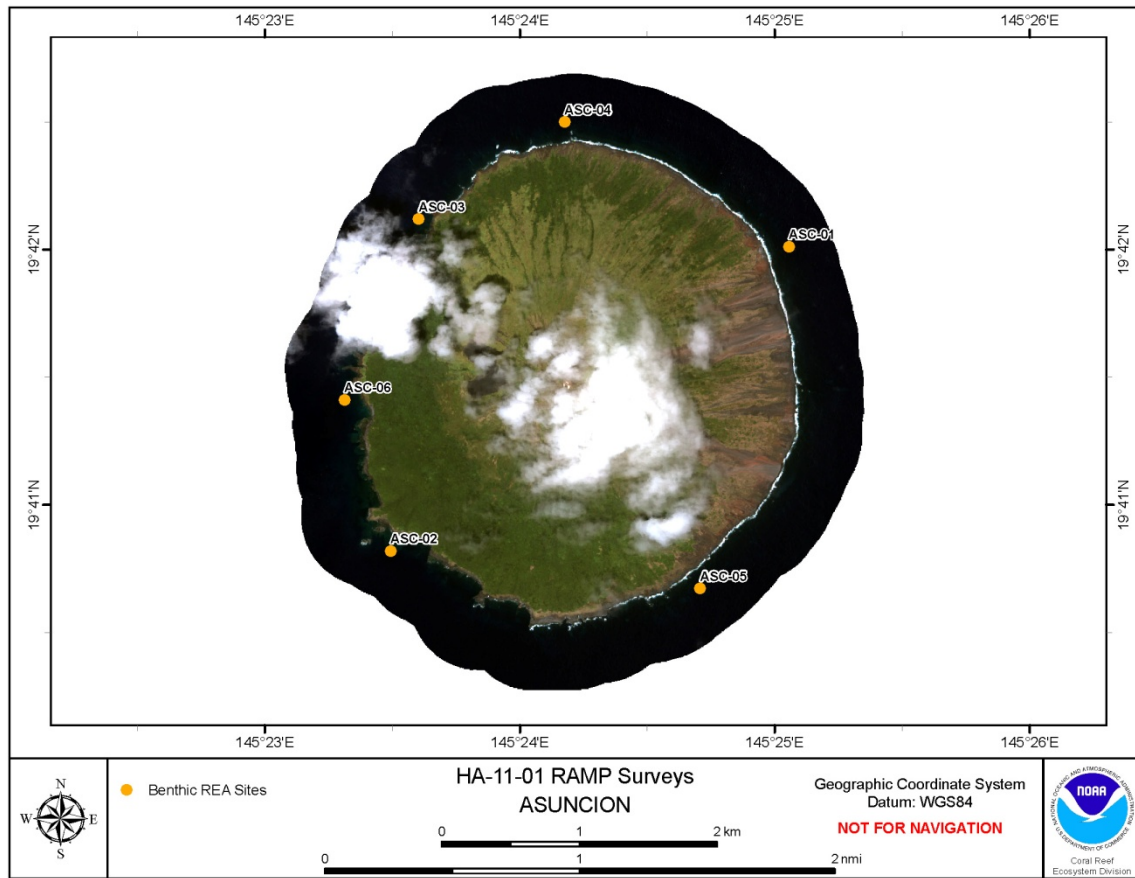 145°23'E 145°24'E 145°25'E 145°26'E
ASC-04
ASC-03
ASC-01
19°42'N 19°42'N
ASC-06
19°41'N 19°41'N
ASC-02
ASC-05
145°23'E 145°24'E 145°25'E 145°26'E
N
W E
S
Benthic REA Sites
HA-11-01 RAMP Surveys
ASUNCION
0 1 2 km
0 1 2 nmi
Geographic Coordinate System
Datum: WGS84
NOT FOR NAVIGATION
NATIONAL OCEANIC AND ATMOSPHERIC ADMINISTRATION
NOAA
U.S. DEPARTMENT OF COMMERCE
Coral Reef
Ecosystem Division